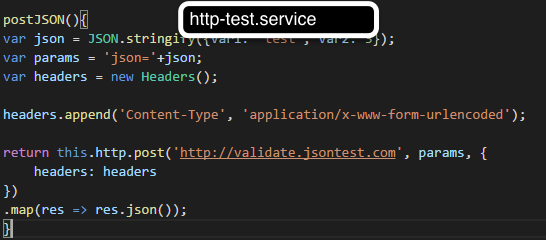 http-test.service
postJSON(){
var json = JSON.stringify({var1: 'test', var2: 3});
var params = 'json='+json;
var headers = new Headers();
headers.append('Content-Type', 'application/x-www-form-urlencoded');
return this.http.post('http://validate.jsontest.com', params, {
headers: headers
})
.map(res => res.json());
}